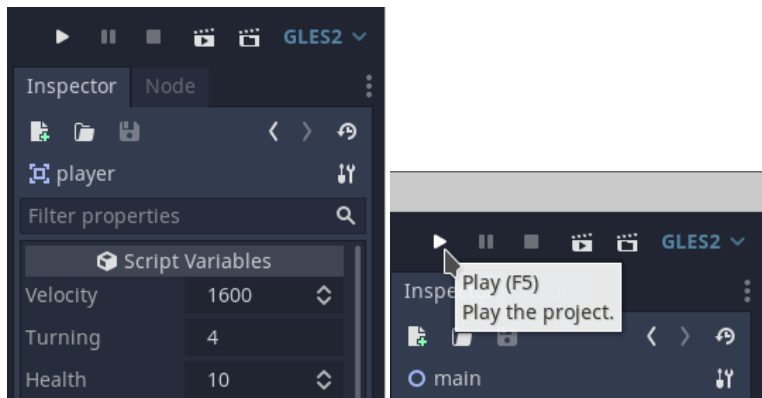 GLES2
Inspector Node
player
Filter properties
Script Variables
Velocity 1600
Turning 4
Health 10
GLES2
Play (F5)
Play the project.
main